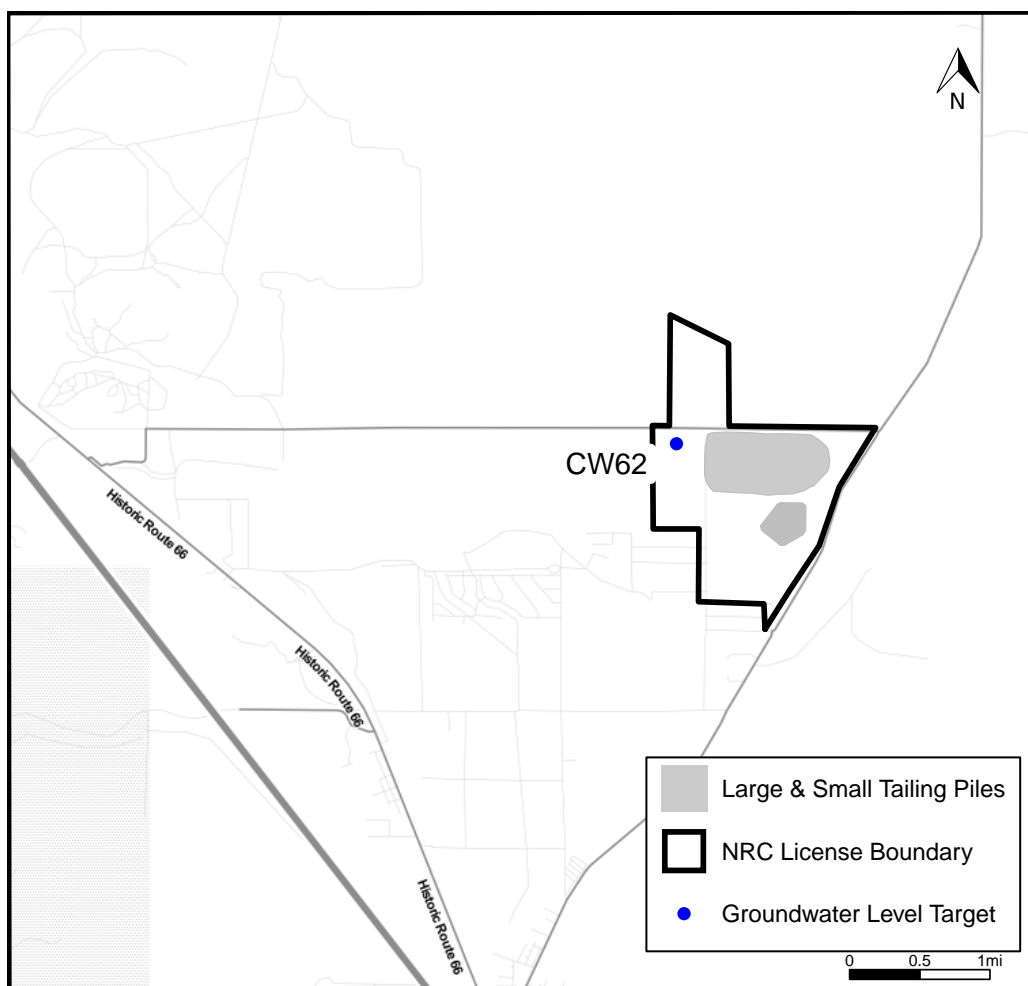 N
CW62
Historic Route 66
Historic Route 66
Historic Route 66
Large & Small Tailing Piles
NRC License Boundary
Groundwater Level Target
0 0.5 1mi